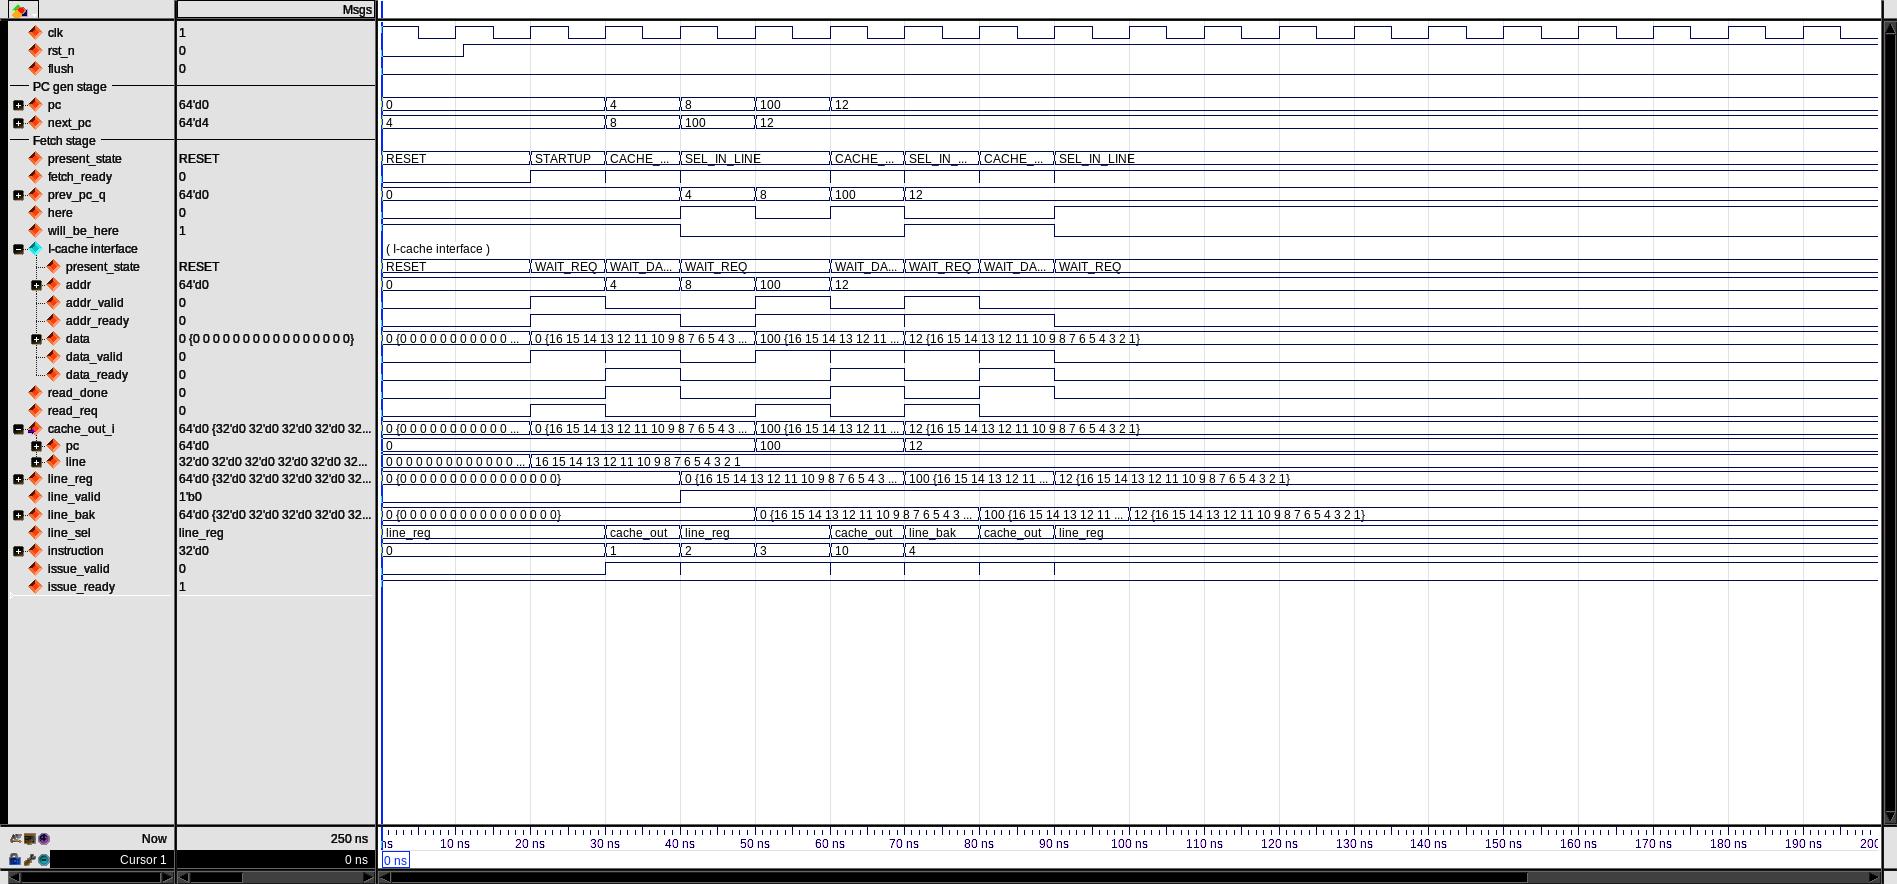 Msgs
clk 1
rst_n 0
flush 0
PC gen stage
pc 64'd0 0 4 8 100 12
next_pc 64'd4 4 8 100 12
Fetch stage
present_state RESET RESET STARTUP CACHE_... SEL_IN_LINE CACHE_... SEL_IN_... CACHE_... SEL_IN_LINE
fetch_ready 0
prev_pc_q 64'd0 0 4 8 100 12
here 0
will_be_here 1
I-cache interface ( I-cache interface )
present_state RESET RESET WAIT_REQ WAIT_DA... WAIT_REQ WAIT_DA... WAIT_REQ WAIT_DA... WAIT_REQ
addr 64'd0 0 4 8 100 12
addr_valid 0
addr_ready 0
data 0 {0 0 0 0 0 0 0 0 0 0 0 0 0 0 0 0} 0 {0 0 0 0 0 0 0 0 0 0 0 ... 0 {16 15 14 13 12 11 10 9 8 7 6 5 4 3 ... 100 {16 15 14 13 12 11 ... 12 {16 15 14 13 12 11 10 9 8 7 6 5 4 3 2 1}
data_valid 0
data_ready 0
read_done 0
read_req 0
cache_out_i 64'd0 {32'd0 32'd0 32'd0 32'd0 32... 0 {0 0 0 0 0 0 0 0 0 0 0 ... 0 {16 15 14 13 12 11 10 9 8 7 6 5 4 3 ... 100 {16 15 14 13 12 11 ... 12 {16 15 14 13 12 11 10 9 8 7 6 5 4 3 2 1}
pc 64'd0 0 100 12
line 32'd0 32'd0 32'd0 32'd0 32'd0 32... 0 0 0 0 0 0 0 0 0 0 0 0 0 ... 16 15 14 13 12 11 10 9 8 7 6 5 4 3 2 1
line_reg 64'd0 {32'd0 32'd0 32'd0 32'd0 32... 0 {0 0 0 0 0 0 0 0 0 0 0 0 0 0 0 0} 0 {16 15 14 13 12 11 10 9 8 7 6 5 4 3 ... 100 {16 15 14 13 12 11 ... 12 {16 15 14 13 12 11 10 9 8 7 6 5 4 3 2 1}
line_valid 1'b0
line_bak 64'd0 {32'd0 32'd0 32'd0 32'd0 32... 0 {0 0 0 0 0 0 0 0 0 0 0 0 0 0 0 0} 0 {16 15 14 13 12 11 10 9 8 7 6 5 4 3 ... 100 {16 15 14 13 12 11 ... 12 {16 15 14 13 12 11 10 9 8 7 6 5 4 3 2 1}
line_sel line_reg line_reg cache_out line_reg cache_out line_bak cache_out line_reg
instruction 32'd0 0 1 2 3 10 4
issue_valid 0
issue_ready 1
Now 250 ns ns 10 ns 20 ns 30 ns 40 ns 50 ns 60 ns 70 ns 80 ns 90 ns 100 ns 110 ns 120 ns 130 ns 140 ns 150 ns 160 ns 170 ns 180 ns 190 ns 200
Cursor 1 0 ns 0 ns